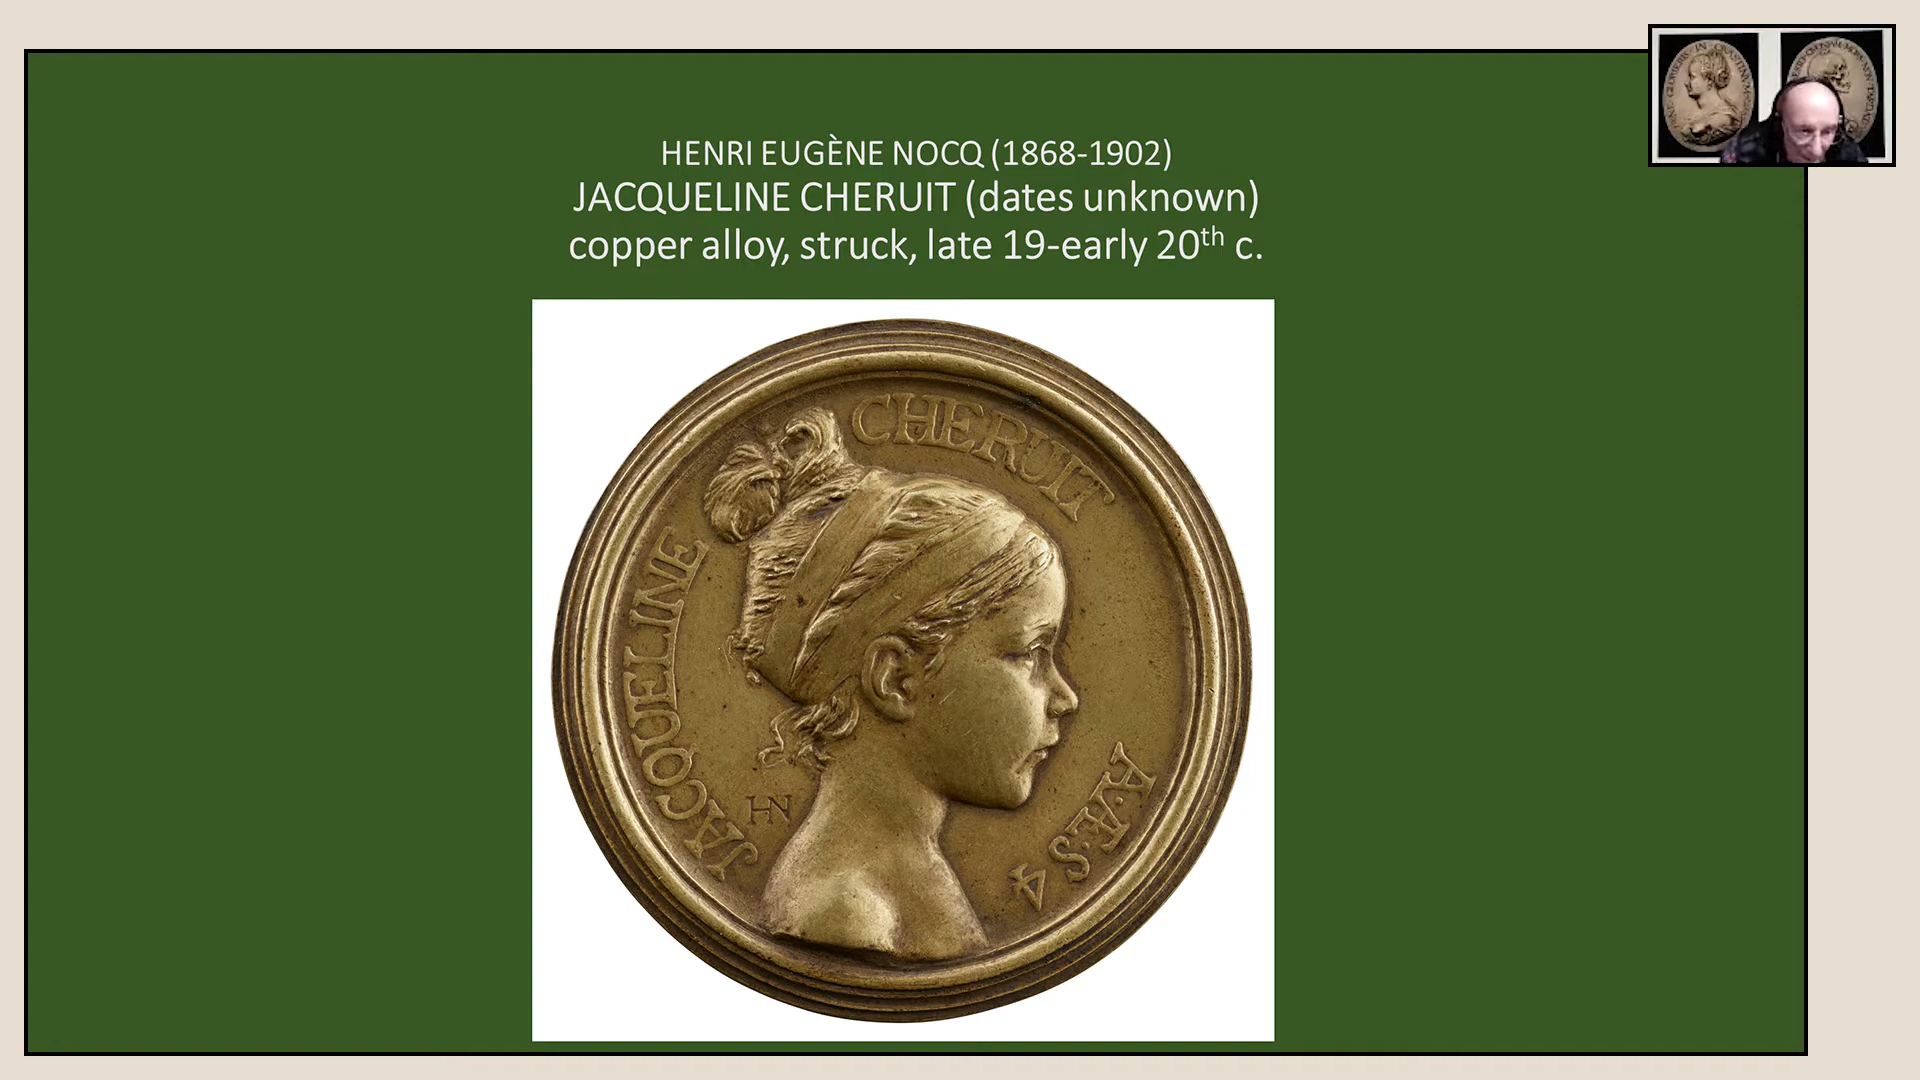 HENRI EUGÈNE NOCQ (1868-1902)
JACQUELINE CHERUIT (dates unknown)
copper alloy, struck, late 19-early 20th c.
JACQUELINE CHERUIT
A·Æ·S 4
HN